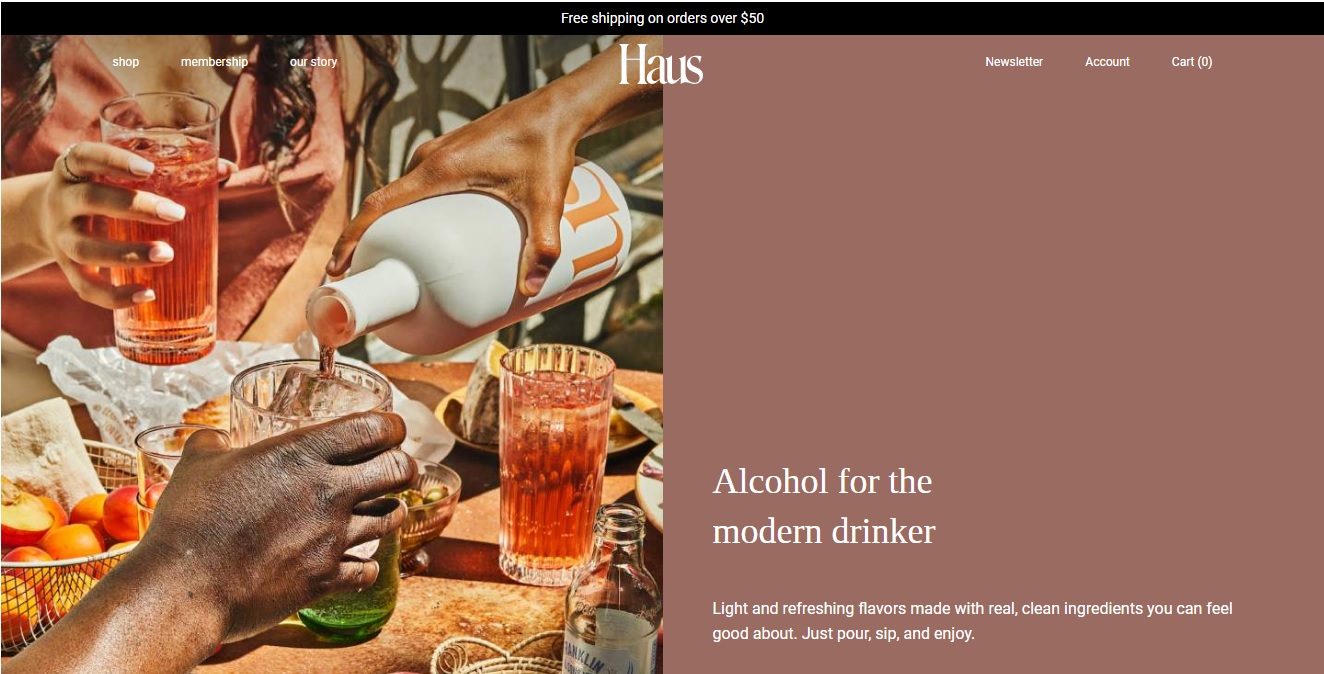 Free shipping on orders over $50
shop membership our story Haus Newsletter Account Cart (0)
Alcohol for the
modern drinker
Light and refreshing flavors made with real, clean ingredients you can feel
good about. Just pour, sip, and enjoy.